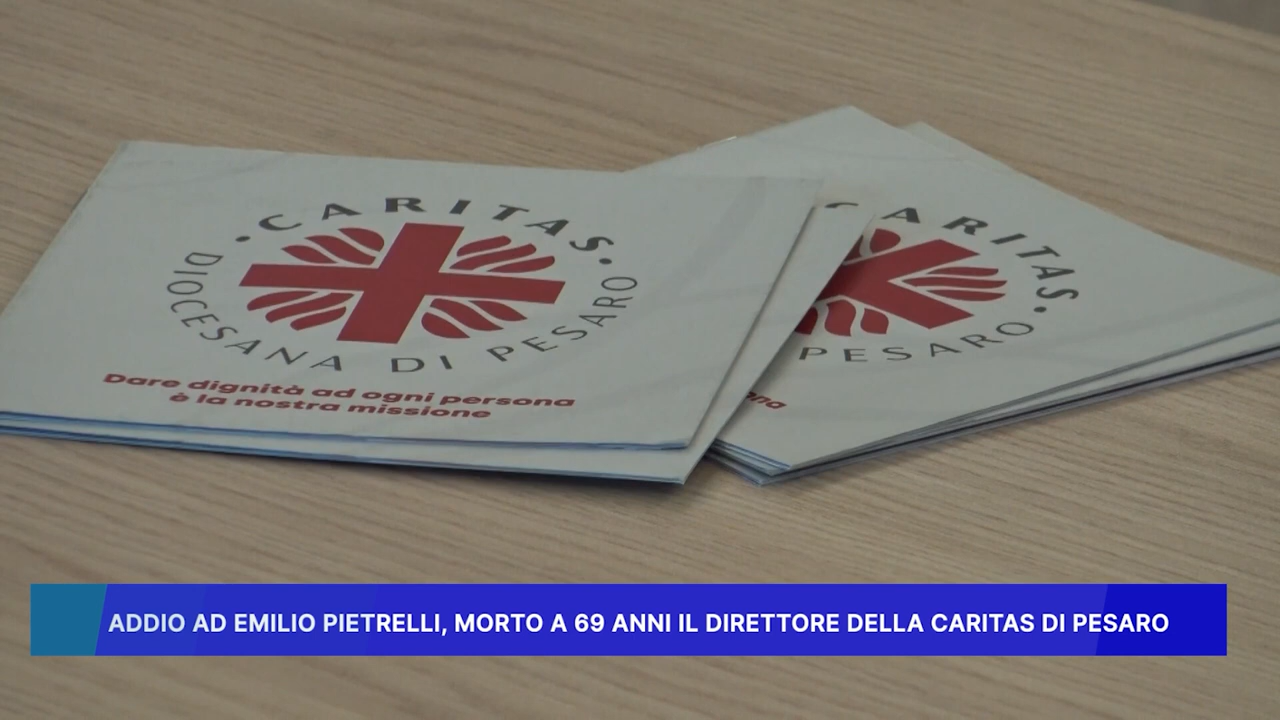 • CARITAS •
DIOCESANA DI PESARO
Dare dignità ad ogni persona
è la nostra missione
CARITAS •
PESARO
ADDIO AD EMILIO PIETRELLI, MORTO A 69 ANNI IL DIRETTORE DELLA CARITAS DI PESARO